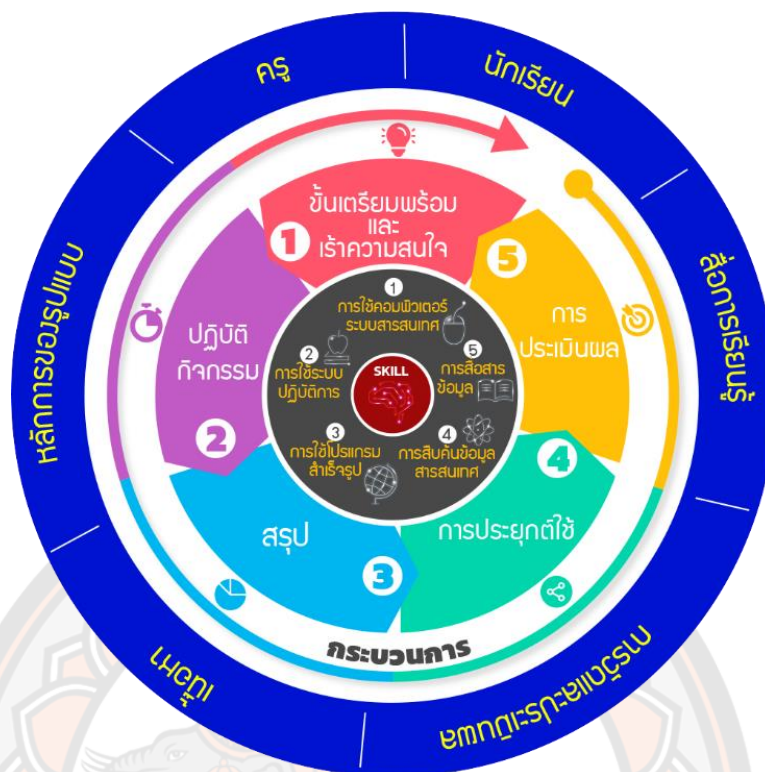 ครู
นักเรียน
สื่อการเรียนรู้
การวัดและประเมินผล
เนื้อหา
หลักการของรูปแบบ
1
ขั้นเตรียมพร้อม
และ
เร้าความสนใจ
2
ปฏิบัติ
กิจกรรม
3
สรุป
4
การประยุกต์ใช้
5
การ
ประเมินผล
กระบวนการ
1
การใช้คอมพิวเตอร์
ระบบสารสนเทศ
2
การใช้ระบบ
ปฏิบัติการ
3
การใช้โปรแกรม
สำเร็จรูป
4
การสืบค้นข้อมูล
สารสนเทศ
5
การสื่อสาร
ข้อมูล
SKILL